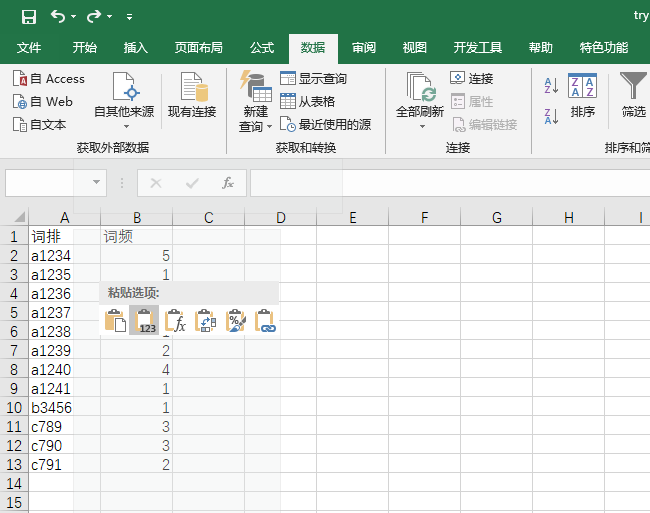 try
文件 开始 插入 页面布局 公式 数据 审阅 视图 开发工具 帮助 特色功能
自 Access
自 Web
自文本
自其他来源
现有连接
获取外部数据
新建
查询
显示查询
从表格
最近使用的源
获取和转换
全部刷新
连接
属性
编辑链接
连接
排序
筛选
排序和筛
fx
A B C D E F G H I
1 词排 词频
2 a1234 5
3 a1235 1
4 a1236
粘贴选项:
5 a1237
123 fx %
6 a1238
7 a1239 2
8 a1240 4
9 a1241 1
10 b3456 1
11 c789 3
12 c790 3
13 c791 2
14
15